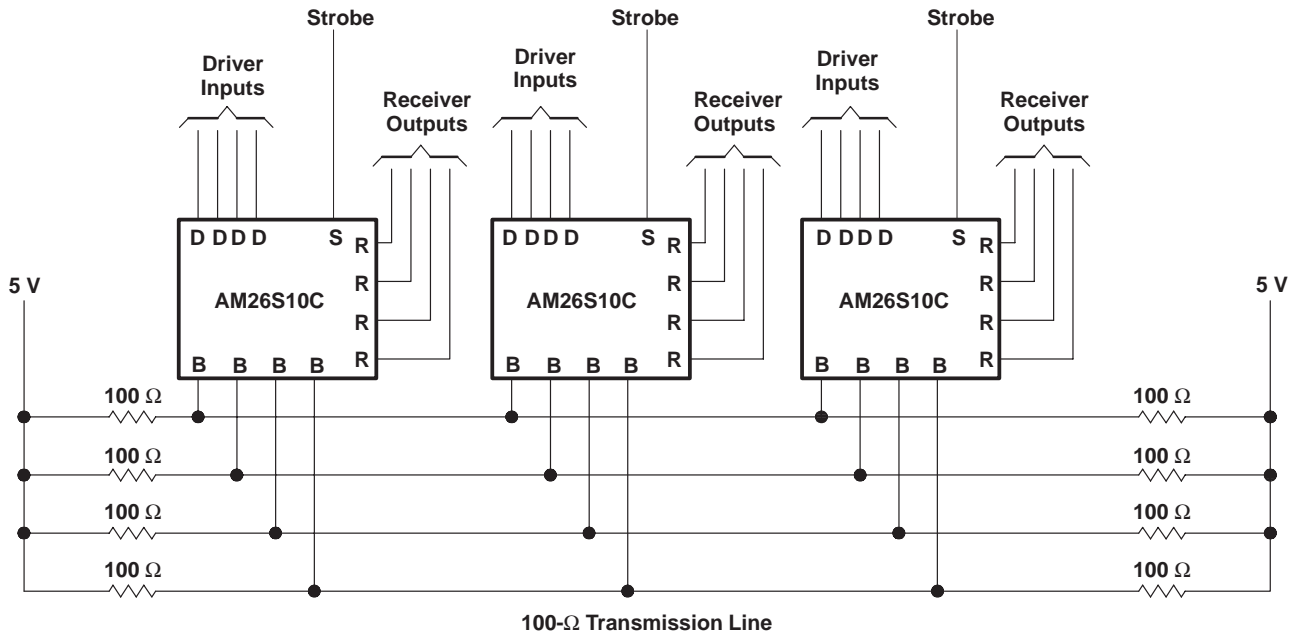 Strobe
Strobe
Strobe
Driver
Inputs
Driver
Inputs
Driver
Inputs
Receiver
Outputs
Receiver
Outputs
Receiver
Outputs
D D D D S R
D D D D S R
D D D D S R
5 V
AM26S10C
R
AM26S10C
R
AM26S10C
R
5 V
R
R
R
B B B B R
B B B B R
B B B B R
100 Ω
100 Ω
100 Ω
100 Ω
100 Ω
100 Ω
100 Ω
100 Ω
100-Ω Transmission Line